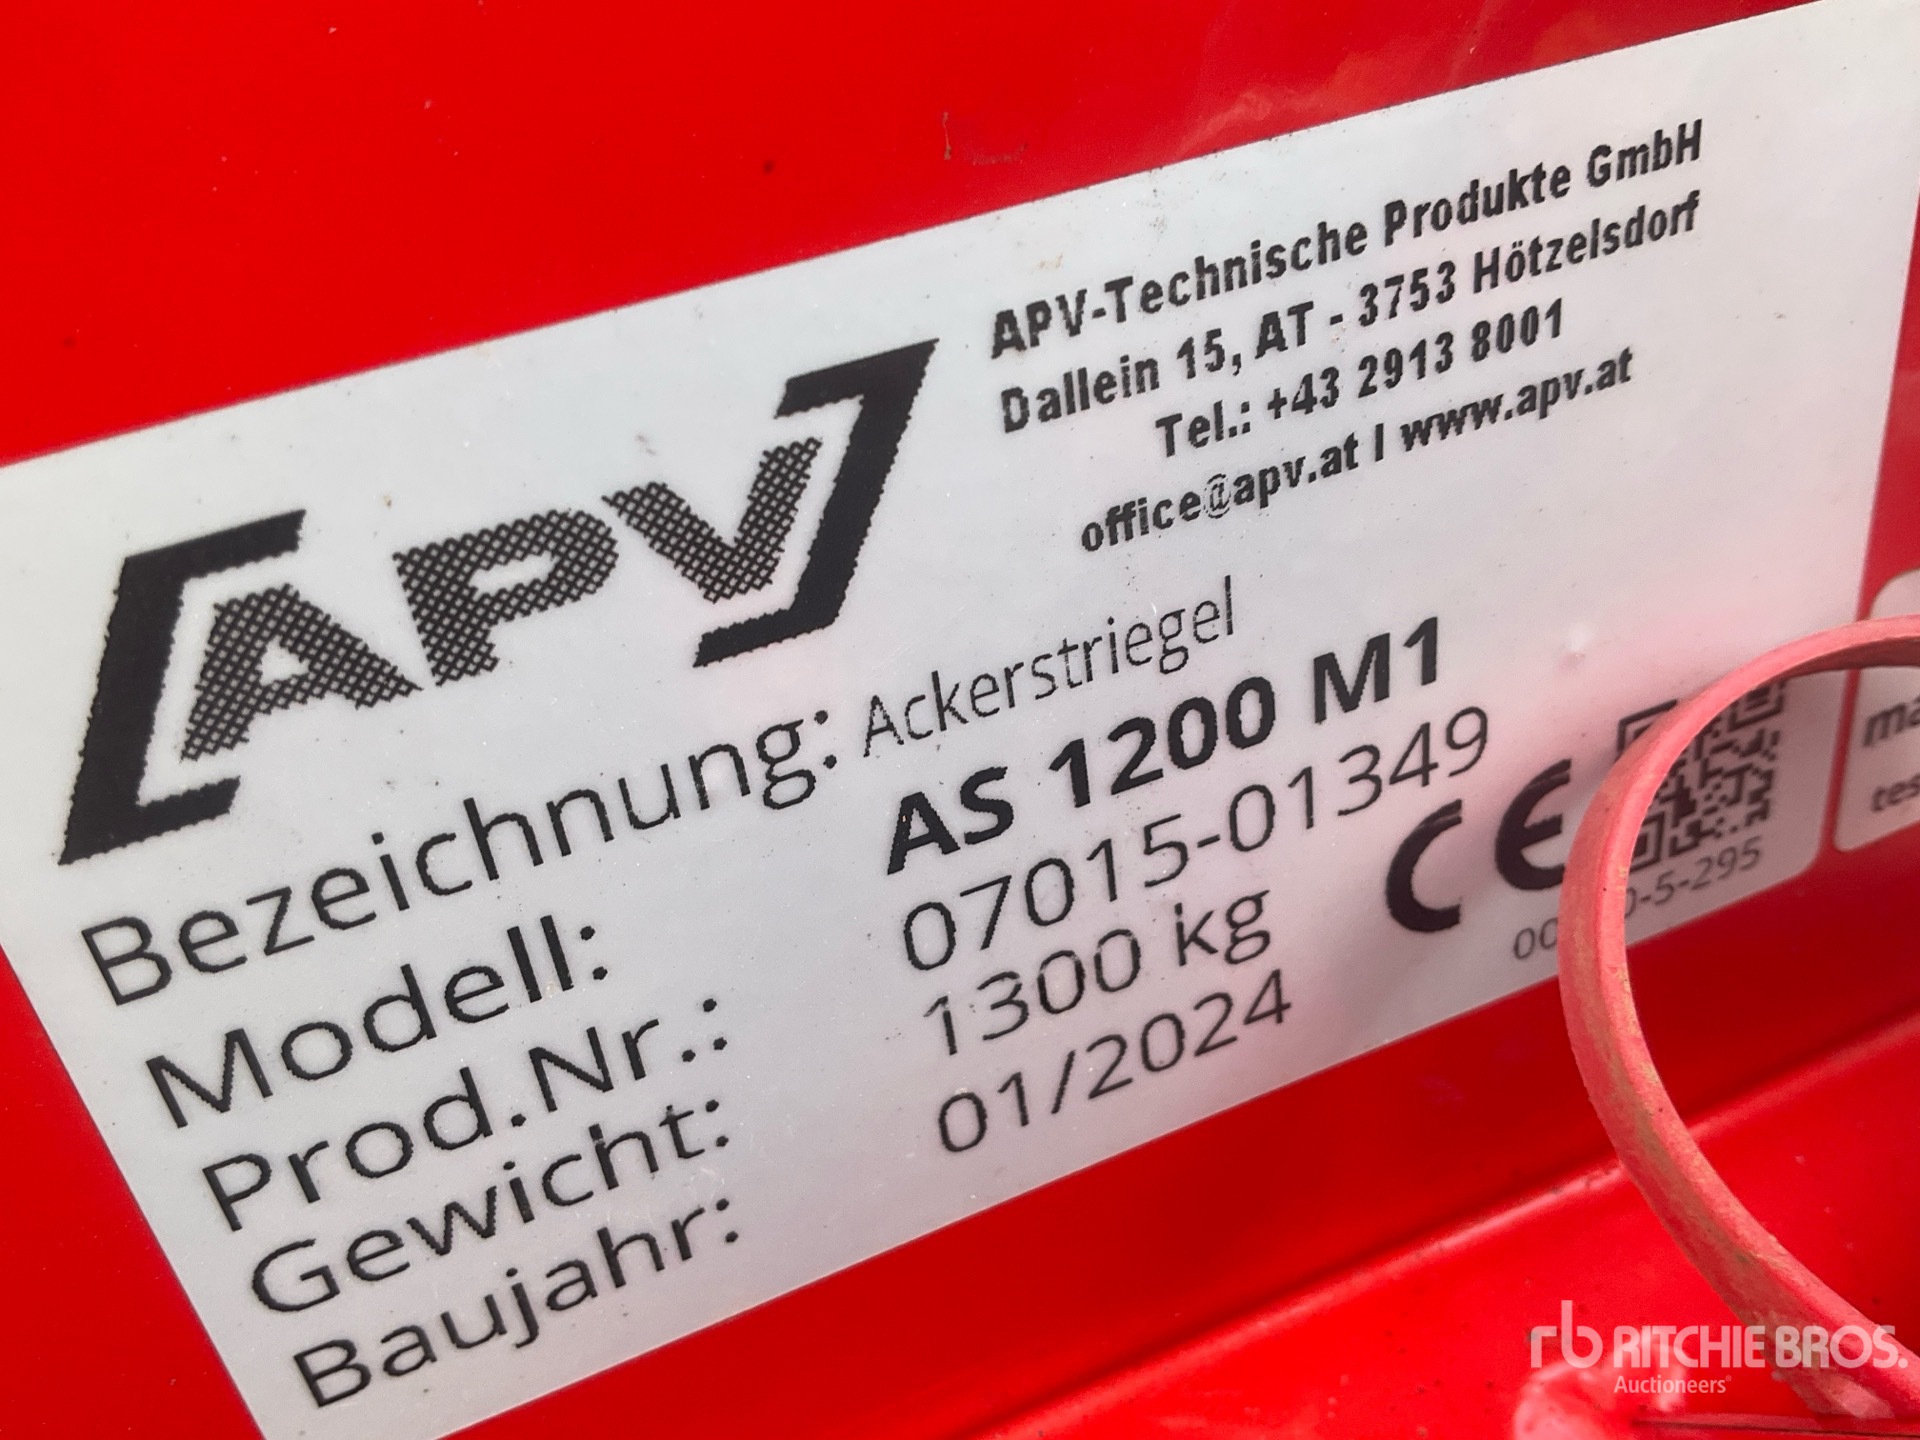 APV
APV-Technische Produkte GmbH
Dallein 15, AT - 3753 Hötzelsdorf
Tel.: +43 2913 8001
office@apv.at | www.apv.at
Bezeichnung: Ackerstriegel
Modell: AS 1200 M1
Prod.Nr.: 07015-01349
Gewicht: 1300 kg
Baujahr: 01/2024
CE
rb RITCHIE BROS.
Auctioneers